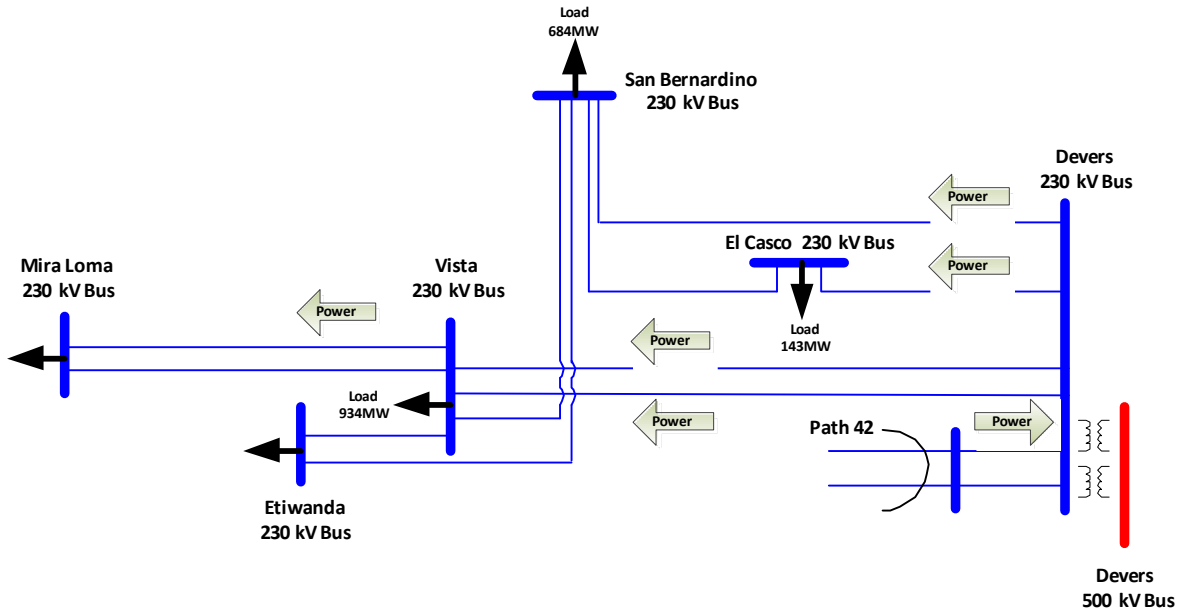 Load
684MW
San Bernardino
230 kV Bus
Devers
230 kV Bus
Power
El Casco 230 kV Bus
Power
Load
143MW
Mira Loma
230 kV Bus
Vista
230 kV Bus
Power
Power
Load
934MW
Power
Path 42
Power
Etiwanda
230 kV Bus
Devers
500 kV Bus